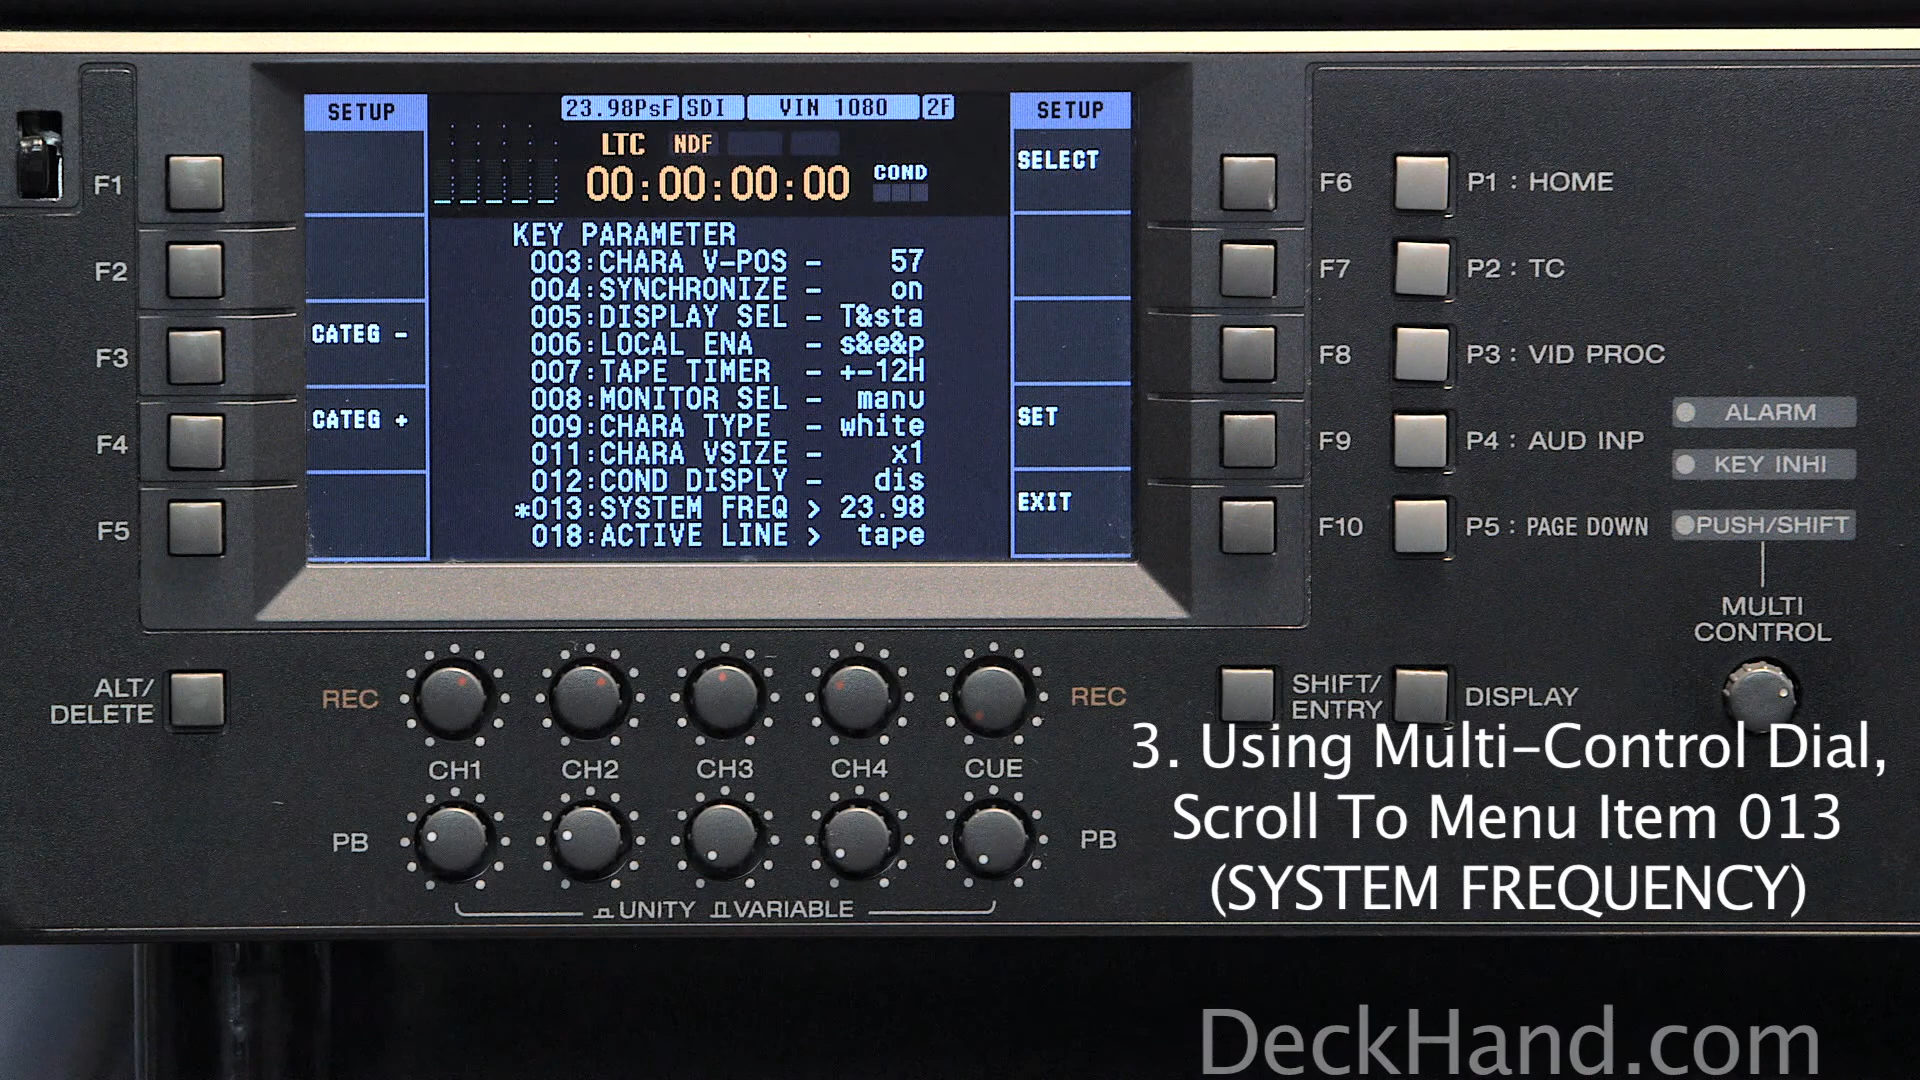 SETUP
23.98PsF SDI VIN 1080 2F
SETUP
LTC NDF
00:00:00:00
COND
SELECT
CATEG -
CATEG +
SET
EXIT
KEY PARAMETER
003:CHARA V-POS - 57
004:SYNCHRONIZE - on
005:DISPLAY SEL - T&sta
006:LOCAL ENA - s&e&p
007:TAPE TIMER - +-12H
008:MONITOR SEL - manu
009:CHARA TYPE - white
011:CHARA VSIZE - x1
012:COND DISPLY - dis
*013:SYSTEM FREQ > 23.98
018:ACTIVE LINE > tape
F1
F2
F3
F4
F5
F6
F7
F8
F9
F10
P1 : HOME
P2 : TC
P3 : VID PROC
P4 : AUD INP
P5 : PAGE DOWN
ALARM
KEY INHI
PUSH/SHIFT
MULTI
CONTROL
ALT/
DELETE
REC
REC
SHIFT/
ENTRY
DISPLAY
CH1 CH2 CH3 CH4 CUE
PB
PB
UNITY VARIABLE
3. Using Multi-Control Dial,
Scroll To Menu Item 013
(SYSTEM FREQUENCY)
DeckHand.com